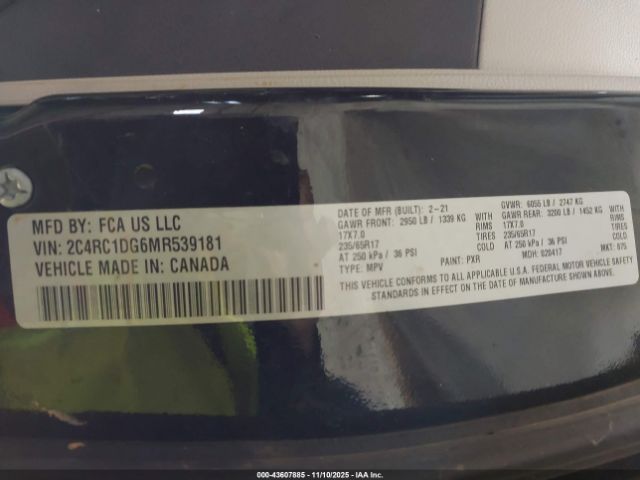 MFD BY: FCA US LLC
VIN: 2C4RC1DG6MR539181
VEHICLE MADE IN: CANADA
DATE OF MFR (BUILT): 2-21 GVWR: 6055 LB / 2747 KG
GAWR FRONT: 2950 LB / 1339 KG WITH GAWR REAR: 3200 LB / 1452 KG WITH
17X7.0 RIMS 17X7.0 RIMS
235/65R17 TIRES 235/65R17 TIRES
AT 250 kPa / 36 PSI AT 250 kPa / 36 PSI
TYPE: MPV PAINT: PXR MDH: 020417 MKT: 075
THIS VEHICLE CONFORMS TO ALL APPLICABLE U.S.A. FEDERAL MOTOR VEHICLE SAFETY
STANDARDS IN EFFECT ON THE DATE OF MANUFACTURE SHOWN ABOVE
000-43607885 - 11/10/2025 - IAA Inc.